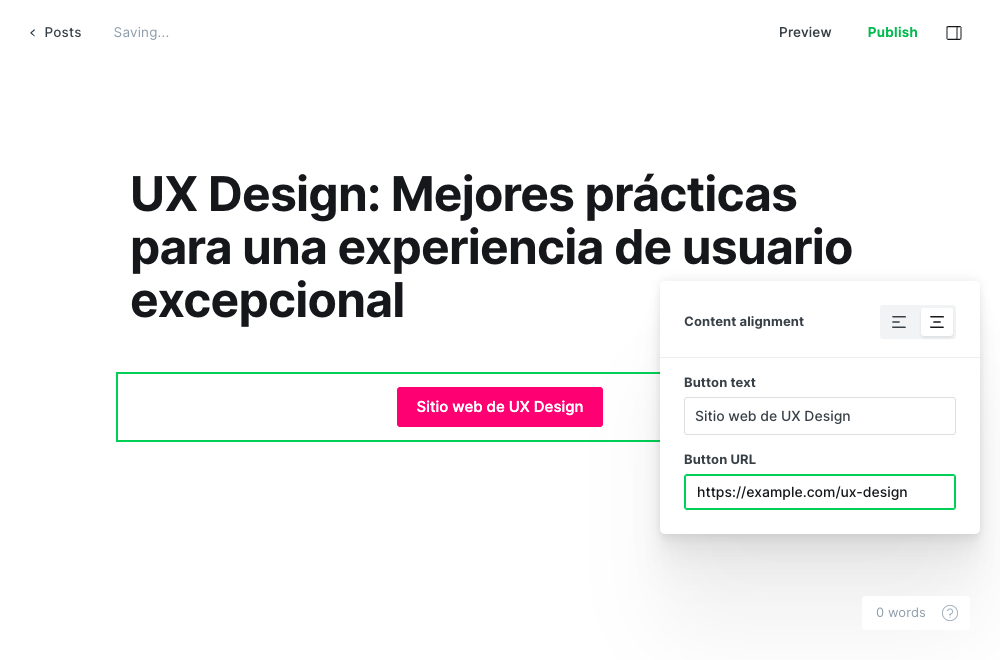 Posts
Saving...
Preview
Publish
UX Design: Mejores prácticas
para una experiencia de usuario
excepcional
Sitio web de UX Design
Content alignment
Button text
Sitio web de UX Design
Button URL
https://example.com/ux-design
0 words
?